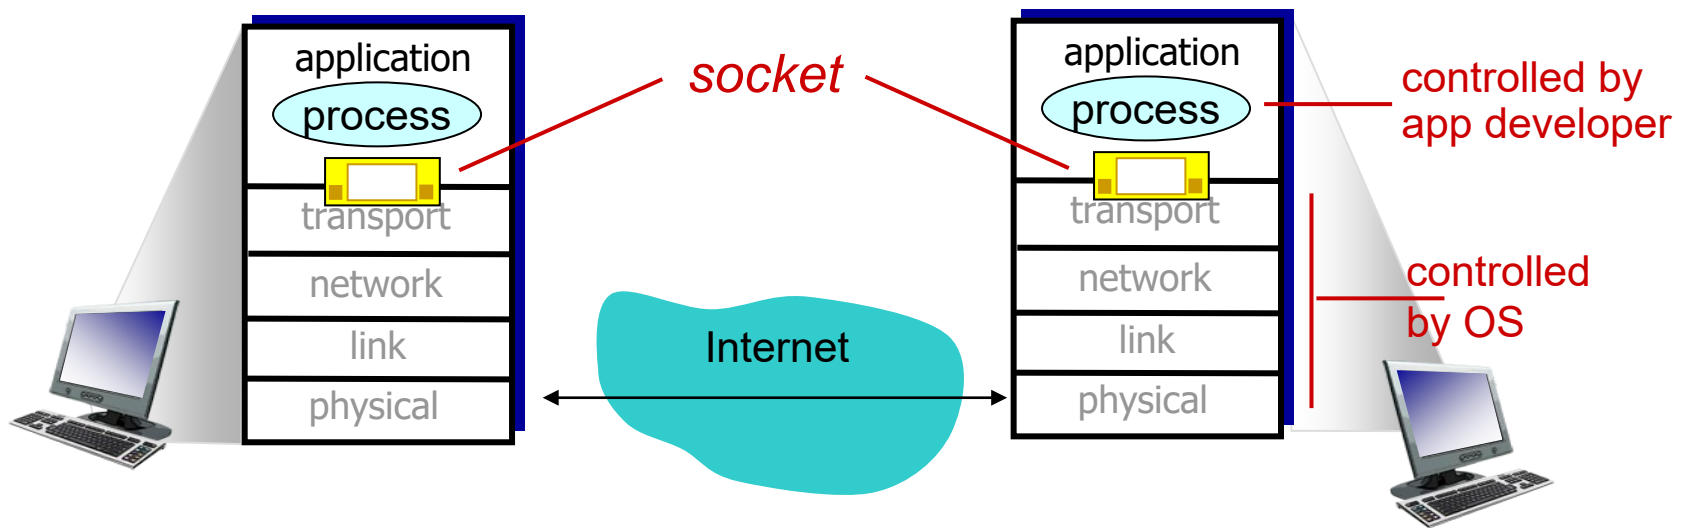 application
process
transport
network
link
physical
socket
Internet
application
process
transport
network
link
physical
controlled by
app developer
controlled
by OS